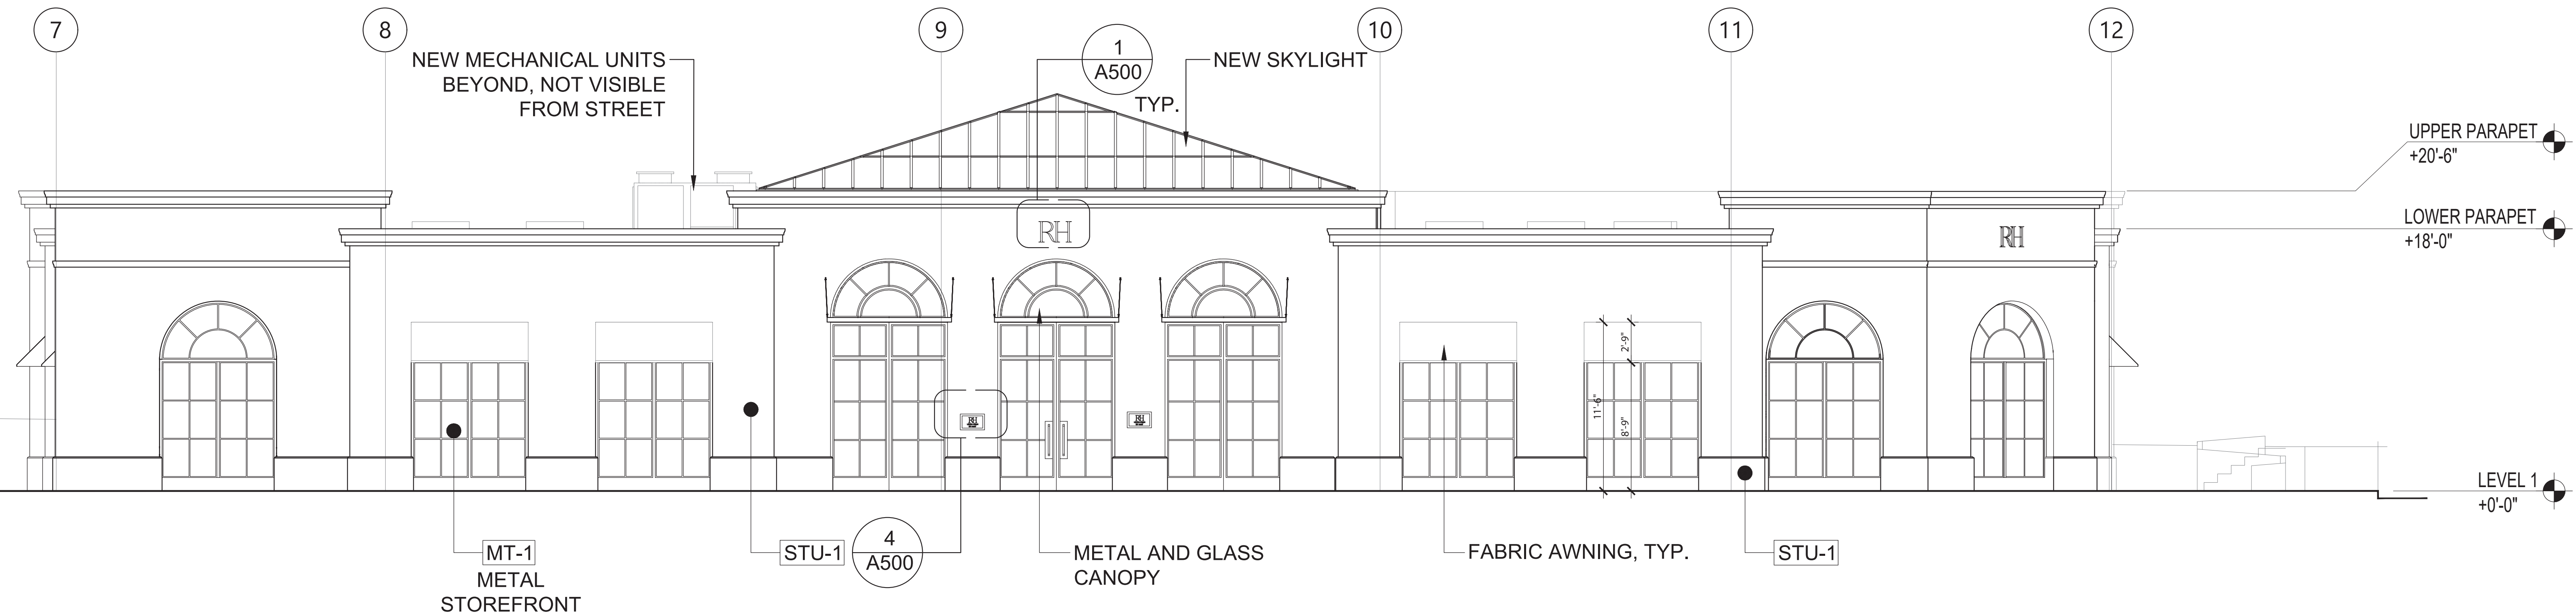 7
8
9
10
11
12
NEW MECHANICAL UNITS
BEYOND, NOT VISIBLE
FROM STREET
1
A500
TYP.
NEW SKYLIGHT
UPPER PARAPET
+20'-6"
LOWER PARAPET
+18'-0"
RH
RH
2'-9"
11'-6"
8'-9"
RH
RH
LEVEL 1
+0'-0"
MT-1
METAL
STOREFRONT
STU-1
4
A500
METAL AND GLASS
CANOPY
FABRIC AWNING, TYP.
STU-1